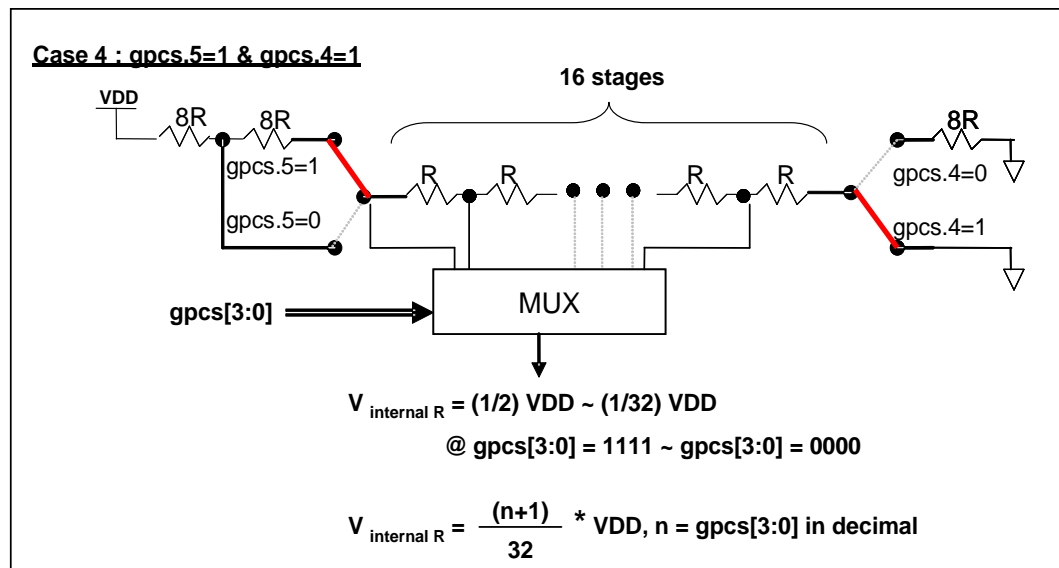 Case 4 : gpcs.5=1 & gpcs.4=1
16 stages
VDD
8R
8R
8R
gpcs.5=1
gpcs.4=0
R
R
R
R
gpcs.5=0
gpcs.4=1
MUX
gpcs[3:0]
V internal R = (1/2) VDD ~ (1/32) VDD
@ gpcs[3:0] = 1111 ~ gpcs[3:0] = 0000
V internal R = (n+1) / 32 * VDD, n = gpcs[3:0] in decimal